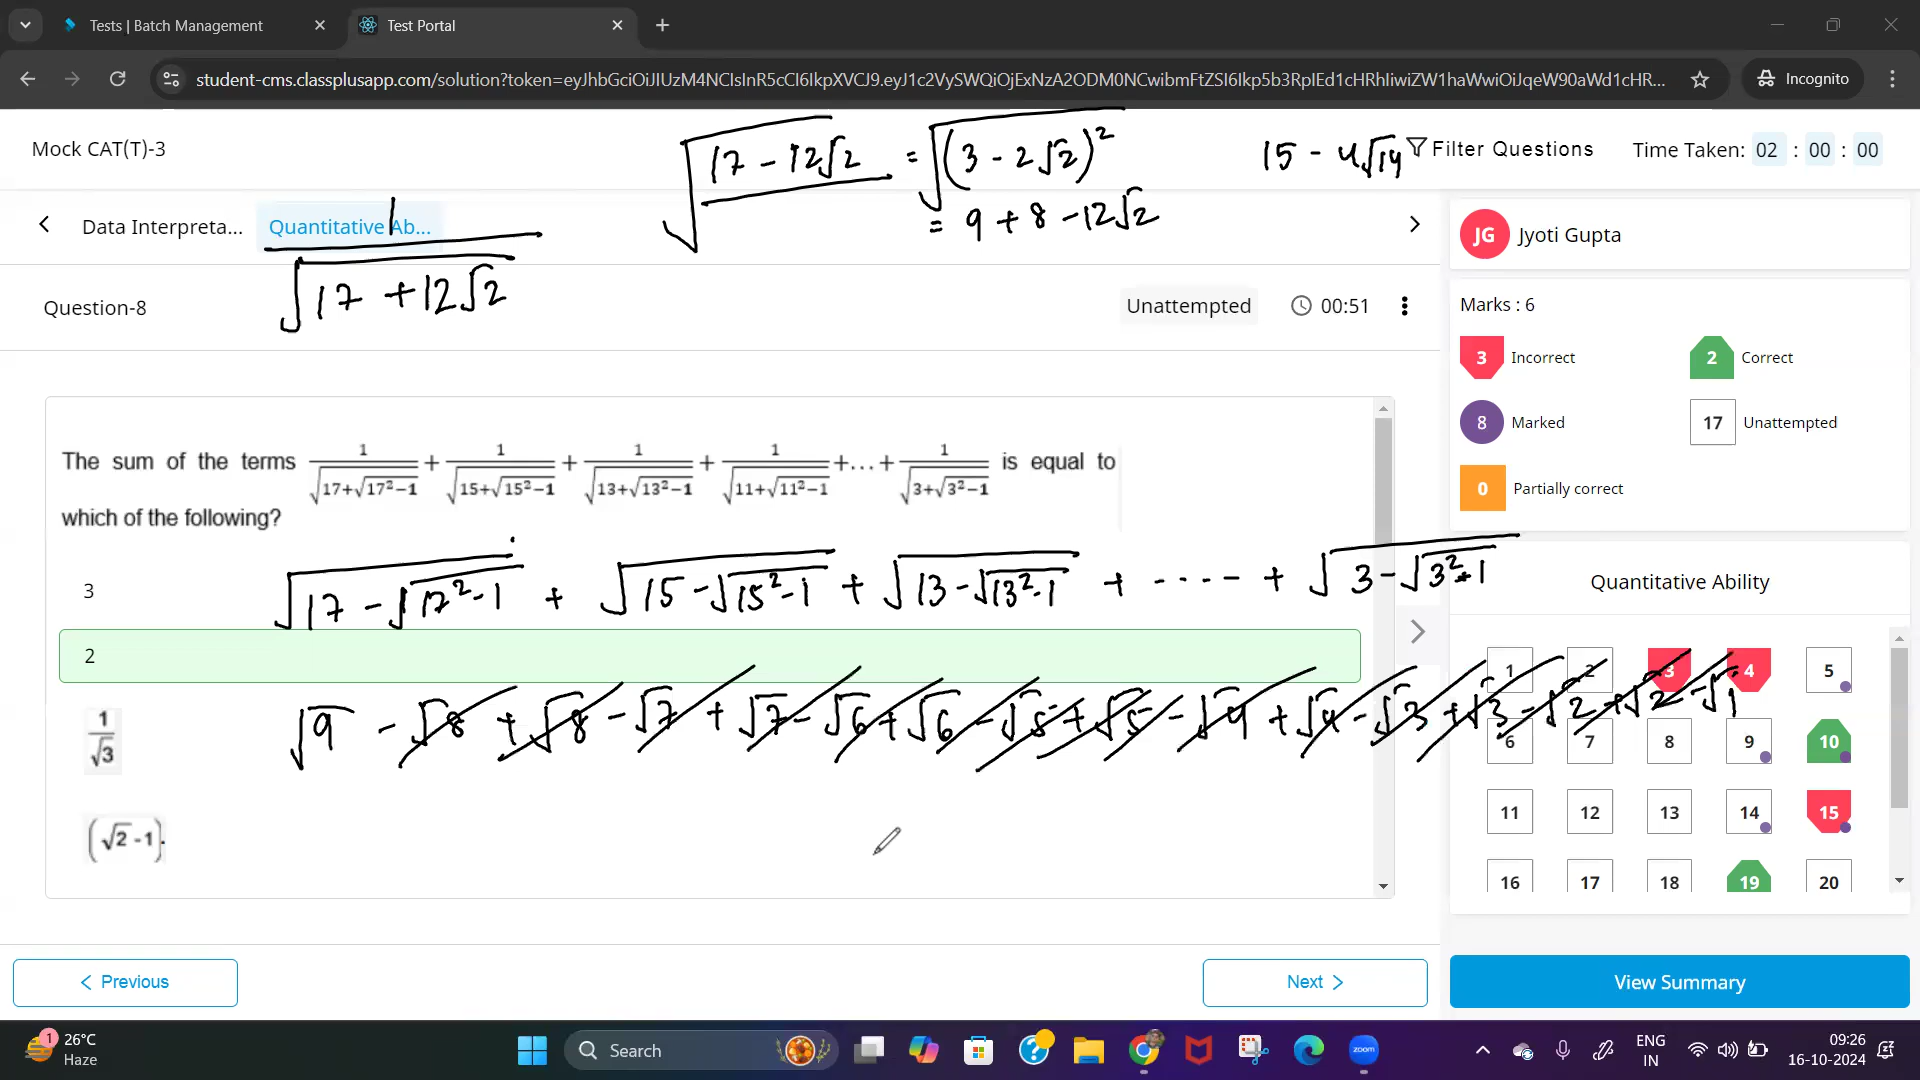 Tests | Batch Management
Test Portal
student-cms.classplusapp.com/solution?token=eyJhbGciOiJIUzM4NCIsInR5cCI6IkpXVCJ9.eyJ1c2VySWQiOjExNzA2ODM0NCwibmFtZSI6Ikp5b3RpIEd1cHRhIiwiZW1haWwiOiJqeW90aWd1cHR...
Incognito
Mock CAT(T)-3
√(17 - 12√2) = √(3 - 2√2)²
= 9 + 8 - 12√2
15 - 4√14
Filter Questions
Time Taken: 02 : 00 : 00
Data Interpreta...
Quantitative Ab...
1/√(17 + 12√2)
JG
Jyoti Gupta
Question-8
Unattempted
00:51
Marks : 6
3 Incorrect
2 Correct
8 Marked
17 Unattempted
0 Partially correct
The sum of the terms 1/√(17+√(17²−1)) + 1/√(15+√(15²−1)) + 1/√(13+√(13²−1)) + 1/√(11+√(11²−1)) +...+ 1/√(3+√(3²−1)) is equal to
which of the following?
3
√(17 - √(17² - 1)) + √(15 - √(15² - 1)) + √(13 - √(13² - 1)) + ----- + √(3 - √(3² - 1))
2
√9 - √8 + √8 - √7 + √7 - √6 + √6 - √5 + √5 - √4 + √4 - √3 + √3 - √2 + √2 - √1
1/√3
(√2 - 1).
Quantitative Ability
1 2 3 4 5
6 7 8 9 10
11 12 13 14 15
16 17 18 19 20
Previous
Next
View Summary
1
26°C
Haze
Search
zoom
ENG
IN
09:26
16-10-2024